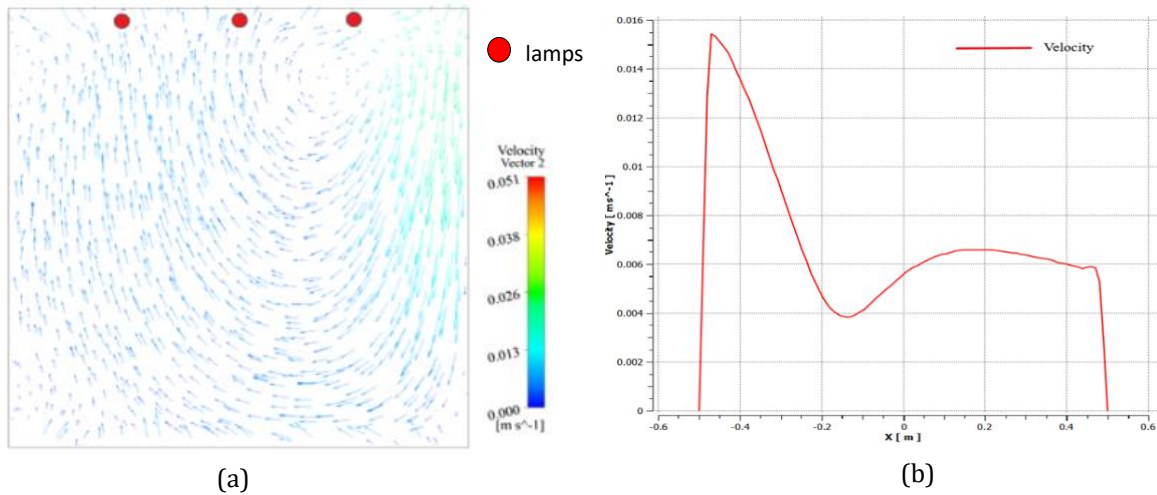 lamps
Velocity
Vector 2
0.051
0.038
0.026
0.013
0.000
[m s^-1]
(a)
0.016
0.014
0.012
0.01
0.008
0.006
0.004
0.002
0
Velocity [ ms^-1 ]
Velocity
-0.6
-0.4
-0.2
0
0.2
0.4
0.6
X [ m ]
(b)